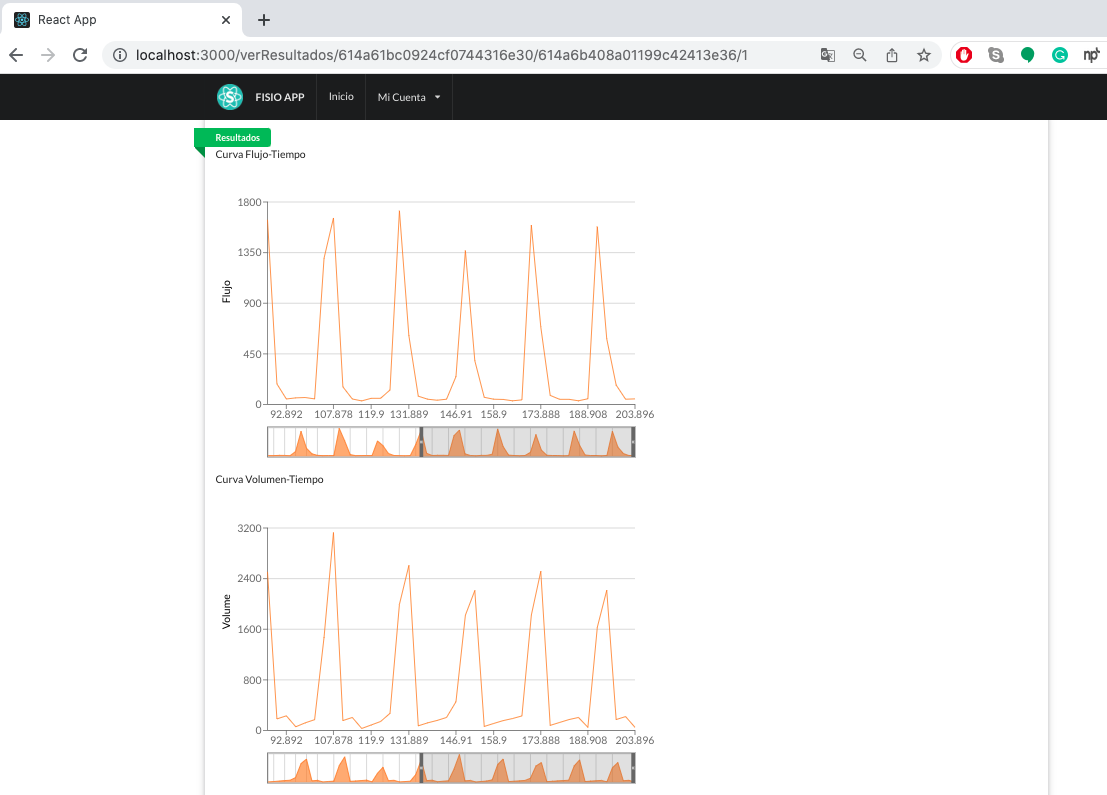 React App
localhost:3000/verResultados/614a61bc0924cf0744316e30/614a6b408a01199c42413e36/1
FISIO APP Inicio Mi Cuenta
Resultados
Curva Flujo-Tiempo
1800
1350
900
450
0
Flujo
92.892 107.878 119.9 131.889 146.91 158.9 173.888 188.908 203.896
Curva Volumen-Tiempo
3200
2400
1600
800
0
Volume
92.892 107.878 119.9 131.889 146.91 158.9 173.888 188.908 203.896